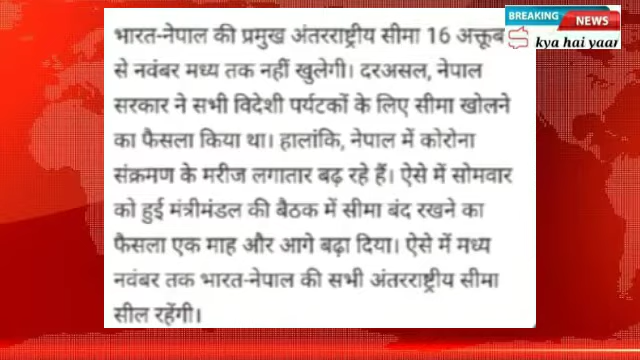 BREAKING
NEWS
kya hai yaar
भारत-नेपाल की प्रमुख अंतरराष्ट्रीय सीमा 16 अक्तूब
से नवंबर मध्य तक नहीं खुलेगी। दरअसल, नेपाल
सरकार ने सभी विदेशी पर्यटकों के लिए सीमा खोलने
का फैसला किया था। हालांकि, नेपाल में कोरोना
संक्रमण के मरीज लगातार बढ़ रहे हैं। ऐसे में सोमवार
को हुई मंत्रीमंडल की बैठक में सीमा बंद रखने का
फैसला एक माह और आगे बढ़ा दिया। ऐसे में मध्य
नवंबर तक भारत-नेपाल की सभी अंतरराष्ट्रीय सीमा
सील रहेंगी।